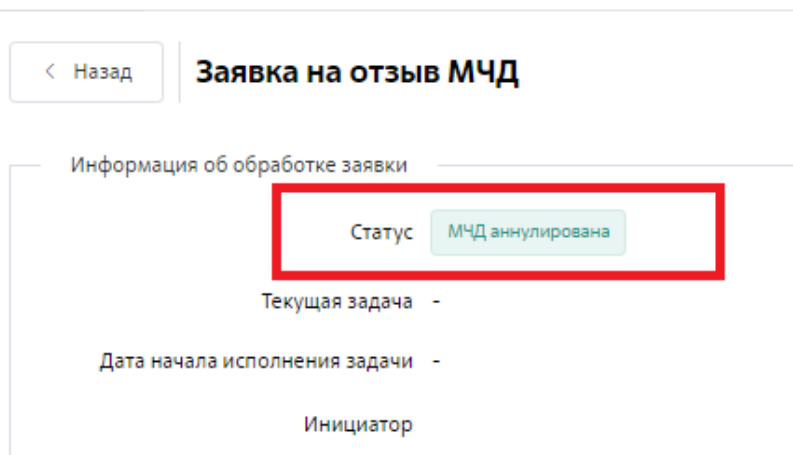 < Назад
Заявка на отзыв МЧД
Информация об обработке заявки
Статус МЧД аннулирована
Текущая задача -
Дата начала исполнения задачи -
Инициатор